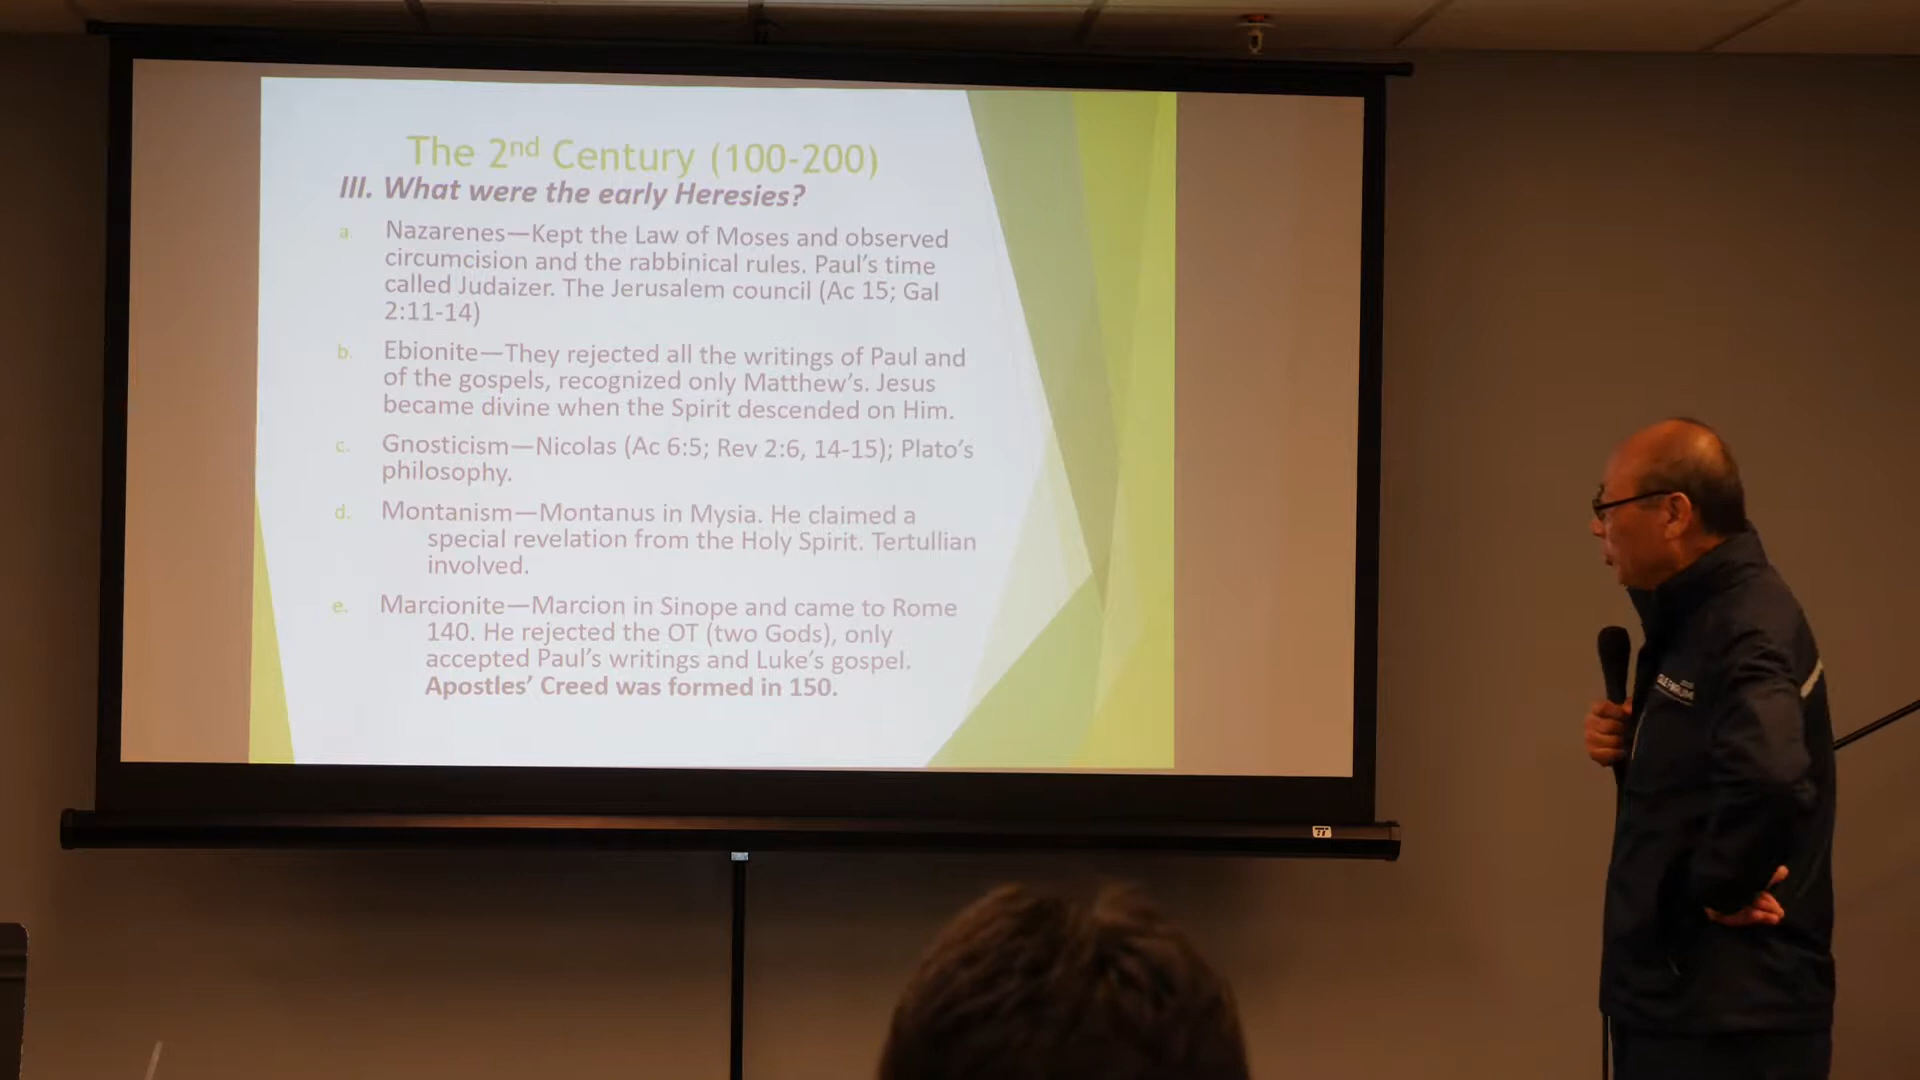 The 2nd Century (100-200)
III. What were the early Heresies?
a. Nazarenes—Kept the Law of Moses and observed
circumcision and the rabbinical rules. Paul's time
called Judaizer. The Jerusalem council (Ac 15; Gal
2:11-14)
b. Ebionite—They rejected all the writings of Paul and
of the gospels, recognized only Matthew's. Jesus
became divine when the Spirit descended on Him.
c. Gnosticism—Nicolas (Ac 6:5; Rev 2:6, 14-15); Plato's
philosophy.
d. Montanism—Montanus in Mysia. He claimed a
special revelation from the Holy Spirit. Tertullian
involved.
e. Marcionite—Marcion in Sinope and came to Rome
140. He rejected the OT (two Gods), only
accepted Paul's writings and Luke's gospel.
Apostles' Creed was formed in 150.